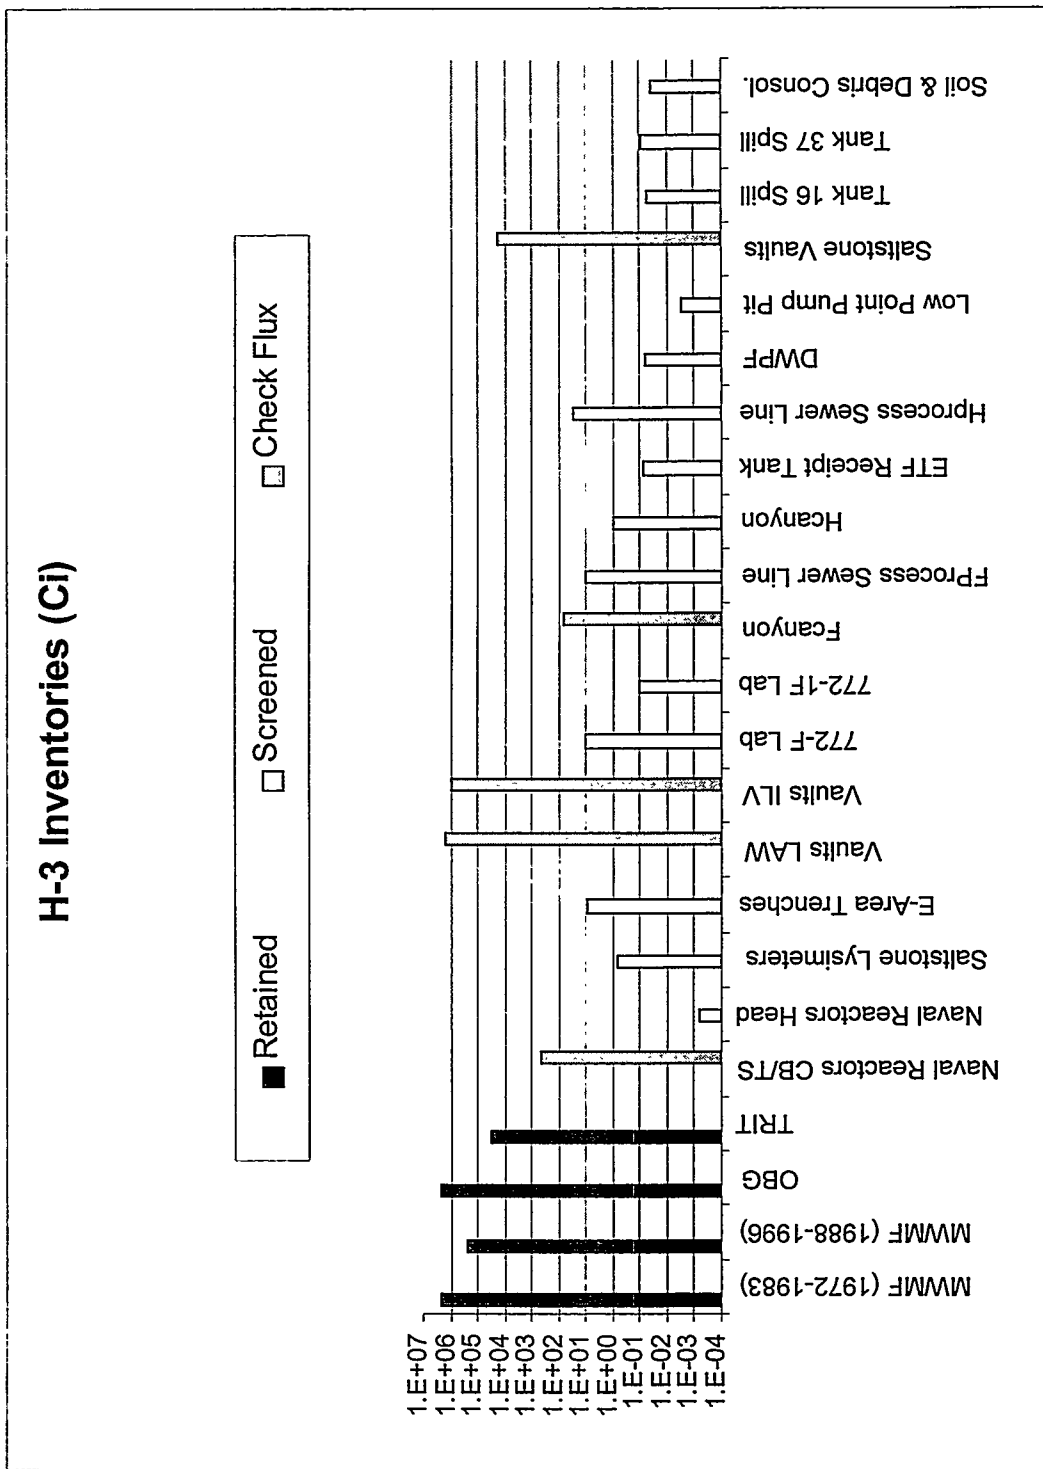 H-3 Inventories (Ci)
Retained
Screened
Check Flux
1.E+07
1.E+06
1.E+05
1.E+04
1.E+03
1.E+02
1.E+01
1.E+00
1.E-01
1.E-02
1.E-03
1.E-04
MWMF (1972-1983)
MWMF (1988-1996)
OBG
TRIT
Naval Reactors CB/TS
Naval Reactors Head
Saltstone Lysimeters
E-Area Trenches
Vaults LAW
Vaults ILV
772-F Lab
772-1F Lab
Fcanyon
FProcess Sewer Line
Hcanyon
ETF Receipt Tank
Hprocess Sewer Line
DWPF
Low Point Pump Pit
Saltstone Vaults
Tank 16 Spill
Tank 37 Spill
Soil & Debris Consol.